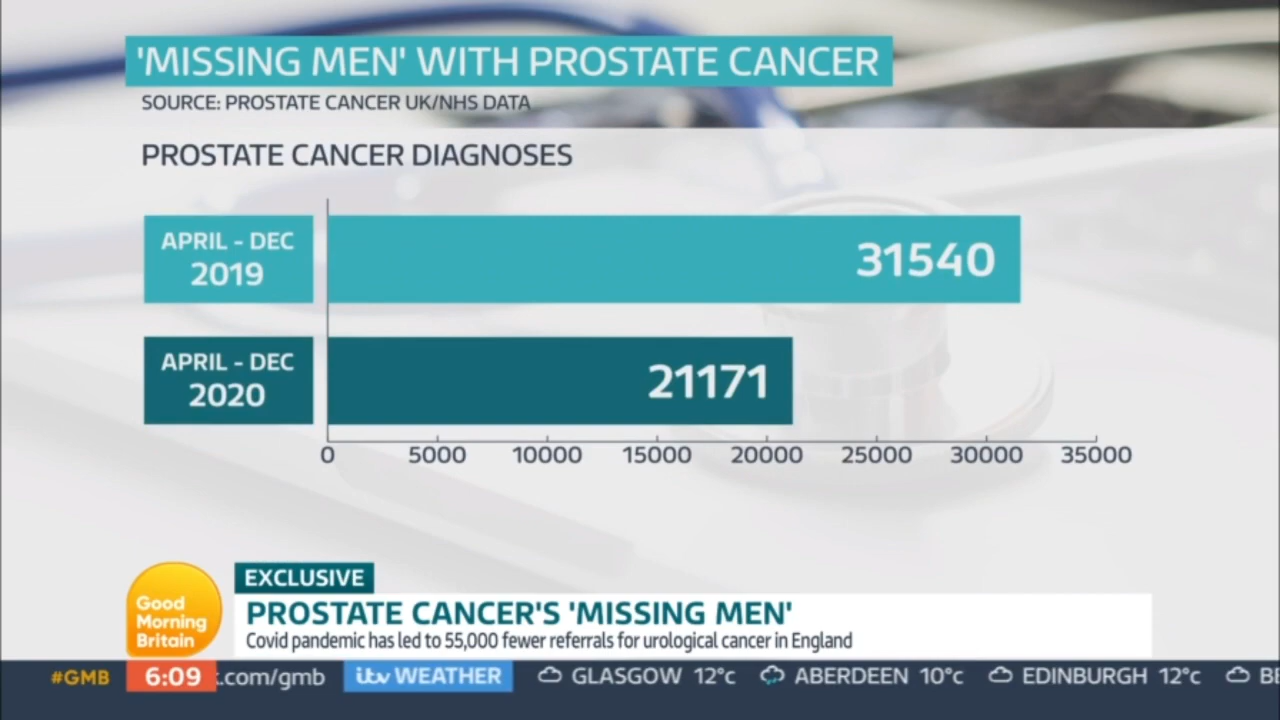 'MISSING MEN' WITH PROSTATE CANCER
SOURCE: PROSTATE CANCER UK/NHS DATA
PROSTATE CANCER DIAGNOSES
APRIL - DEC
2019
31540
APRIL - DEC
2020
21171
0 5000 10000 15000 20000 25000 30000 35000
Good
Morning
Britain
EXCLUSIVE
PROSTATE CANCER'S 'MISSING MEN'
Covid pandemic has led to 55,000 fewer referrals for urological cancer in England
#GMB 6:09 .com/gmb itv WEATHER GLASGOW 12°c ABERDEEN 10°c EDINBURGH 12°c